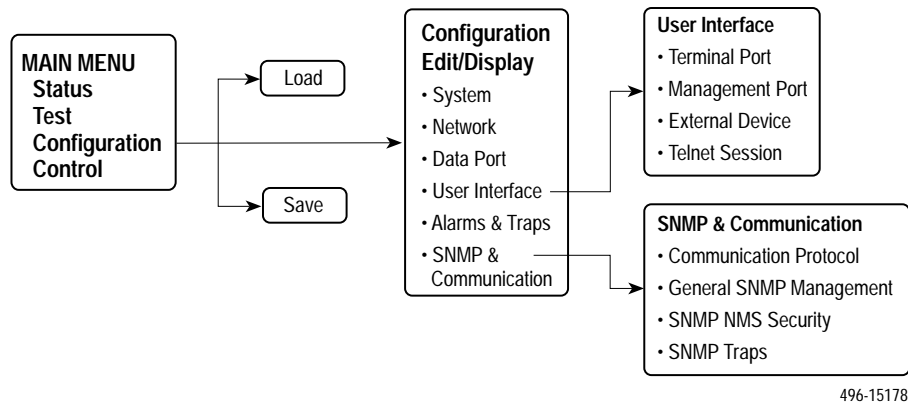 MAIN MENU
Status
Test
Configuration
Control
Load
Save
Configuration
Edit/Display
• System
• Network
• Data Port
• User Interface
• Alarms & Traps
• SNMP &
Communication
User Interface
• Terminal Port
• Management Port
• External Device
• Telnet Session
SNMP & Communication
• Communication Protocol
• General SNMP Management
• SNMP NMS Security
• SNMP Traps
496-15178